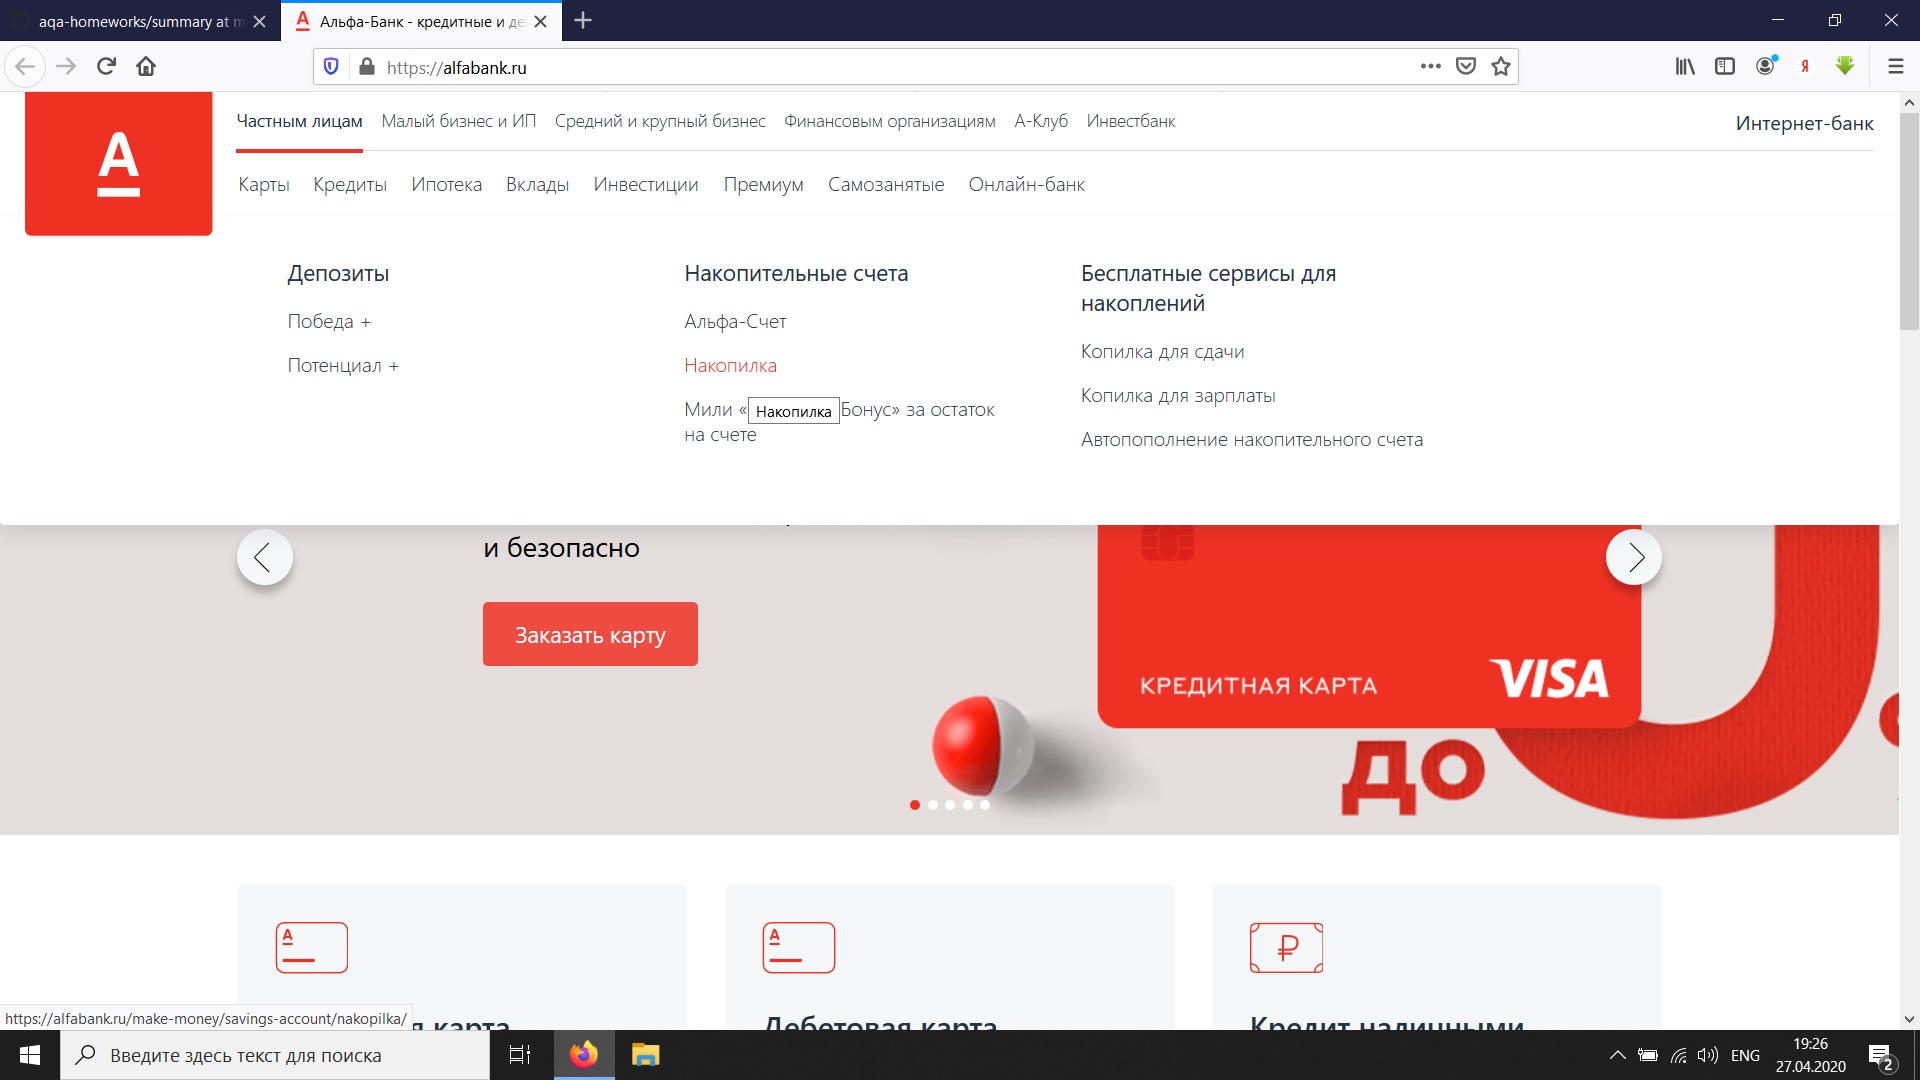 aqa-homeworks/summary at m
Альфа-Банк - кредитные и де
https://alfabank.ru
Частным лицам Малый бизнес и ИП Средний и крупный бизнес Финансовым организациям А-Клуб Инвестбанк
Интернет-банк
Карты Кредиты Ипотека Вклады Инвестиции Премиум Самозанятые Онлайн-банк
Депозиты
Победа +
Потенциал +
Накопительные счета
Альфа-Счет
Накопилка
Мили « Бонус» за остаток
на счете
Накопилка
Бесплатные сервисы для
накоплений
Копилка для сдачи
Копилка для зарплаты
Автопополнение накопительного счета
и безопасно
Заказать карту
КРЕДИТНАЯ КАРТА
VISA
до
я карта
Дебетовая карта
Кредит наличными
https://alfabank.ru/make-money/savings-account/nakopilka/
Введите здесь текст для поиска
ENG
19:26
27.04.2020
2